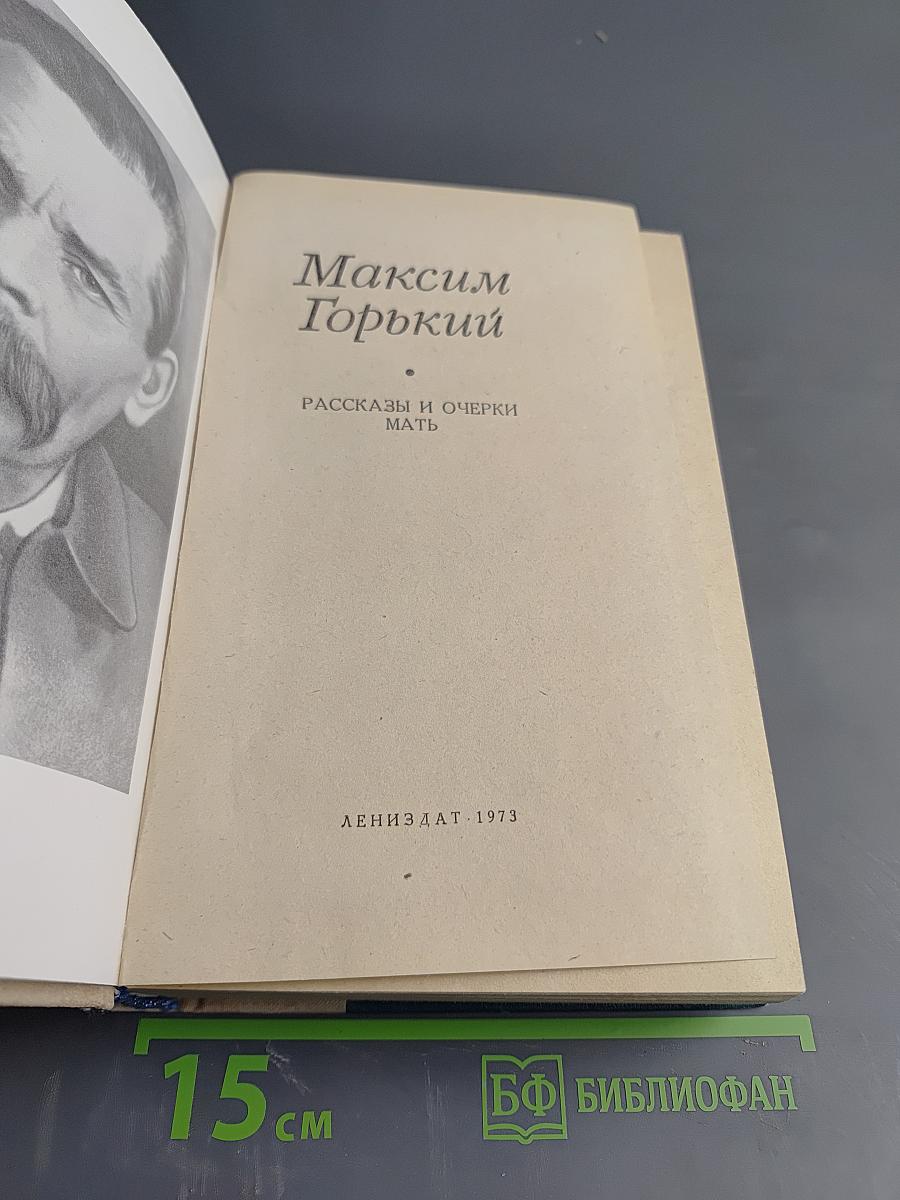 Максим
Горький
РАССКАЗЫ И ОЧЕРКИ
МАТЬ
ЛЕНИЗДАТ · 1973
15 см
БФ БИБЛИОФАН